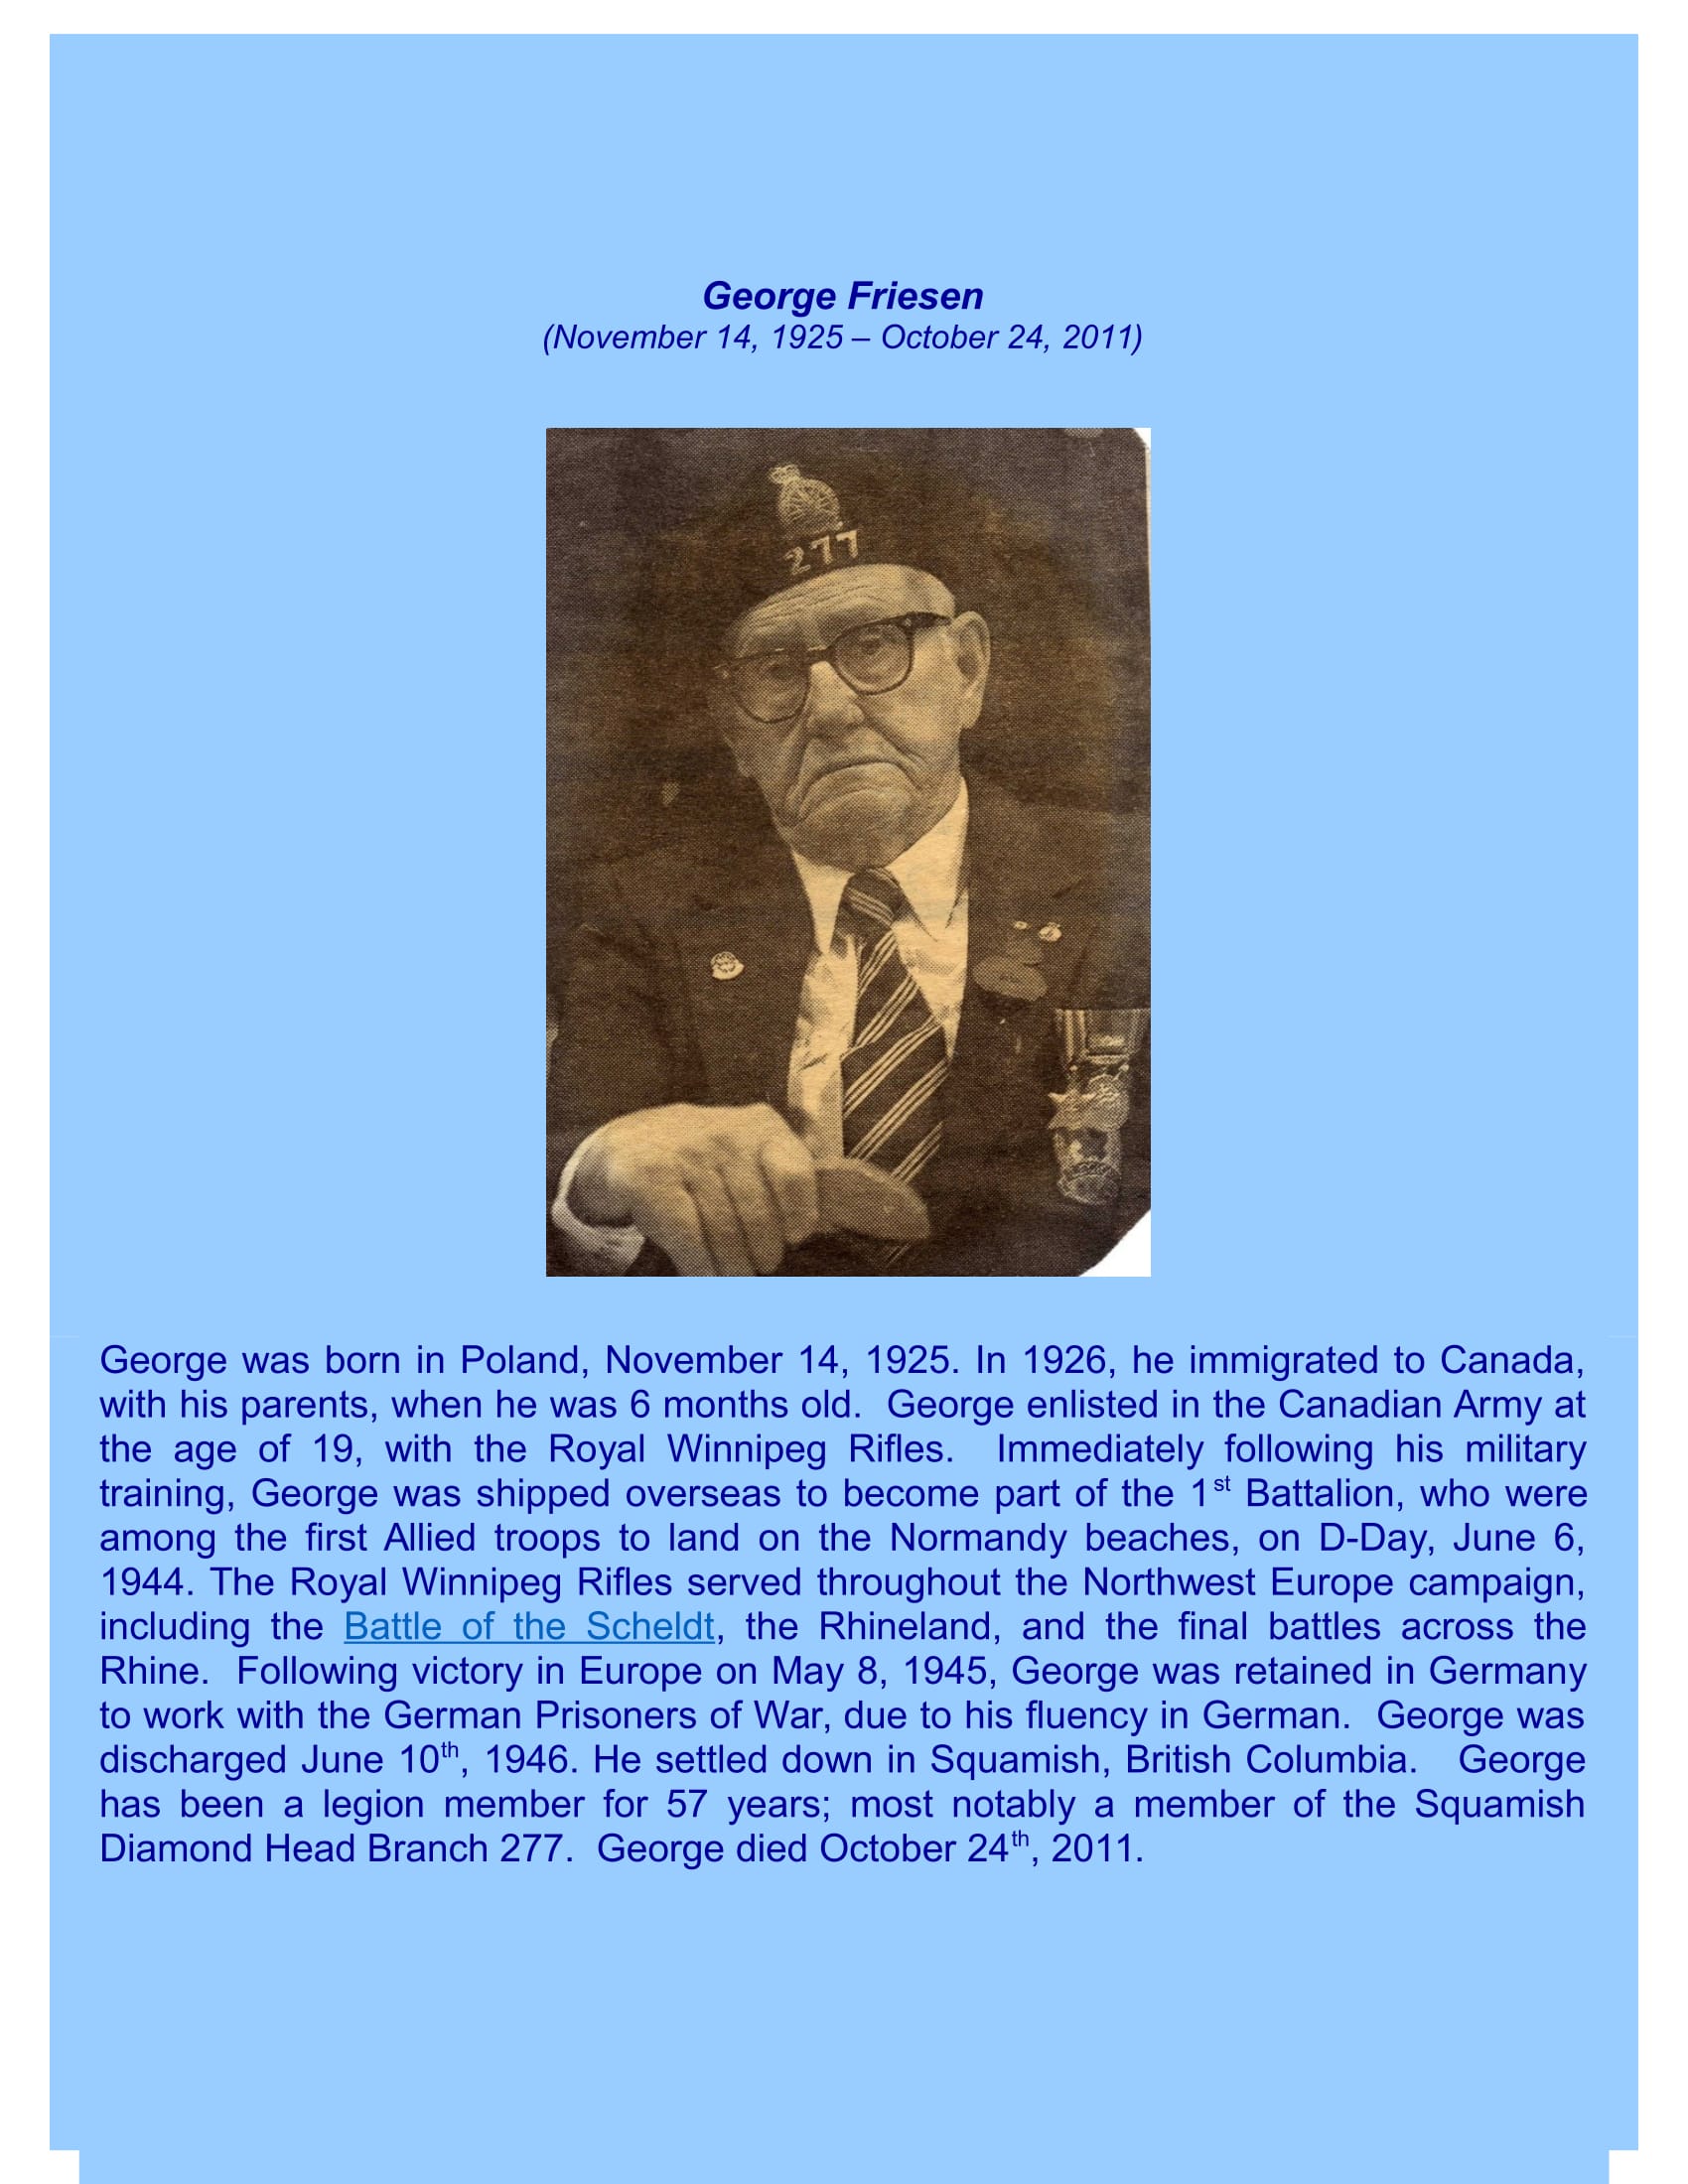 George Friesen
(November 14, 1925 – October 24, 2011)
277
George was born in Poland, November 14, 1925. In 1926, he immigrated to Canada,
with his parents, when he was 6 months old.  George enlisted in the Canadian Army at
the age of 19, with the Royal Winnipeg Rifles.  Immediately following his military
training, George was shipped overseas to become part of the 1st Battalion, who were
among the first Allied troops to land on the Normandy beaches, on D-Day, June 6,
1944. The Royal Winnipeg Rifles served throughout the Northwest Europe campaign,
including the Battle of the Scheldt, the Rhineland, and the final battles across the
Rhine.  Following victory in Europe on May 8, 1945, George was retained in Germany
to work with the German Prisoners of War, due to his fluency in German.  George was
discharged June 10th, 1946. He settled down in Squamish, British Columbia.   George
has been a legion member for 57 years; most notably a member of the Squamish
Diamond Head Branch 277.  George died October 24th, 2011.